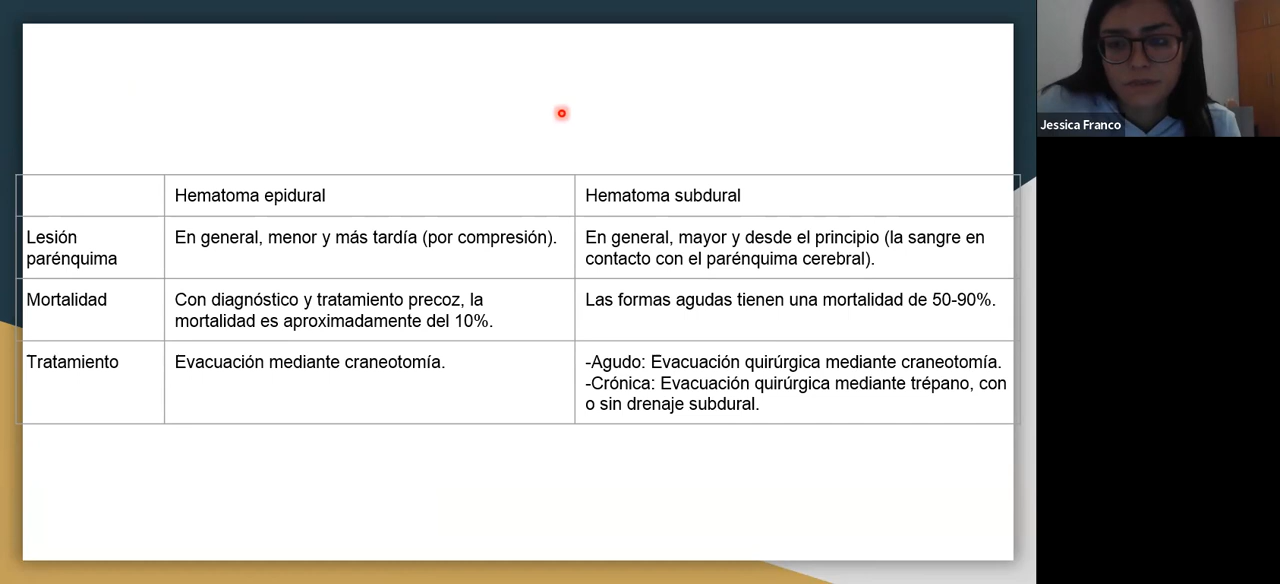 Jessica Franco
Hematoma epidural
Hematoma subdural
Lesión
parénquima
En general, menor y más tardía (por compresión).
En general, mayor y desde el principio (la sangre en
contacto con el parénquima cerebral).
Mortalidad
Con diagnóstico y tratamiento precoz, la
mortalidad es aproximadamente del 10%.
Las formas agudas tienen una mortalidad de 50-90%.
Tratamiento
Evacuación mediante craneotomía.
-Agudo: Evacuación quirúrgica mediante craneotomía.
-Crónica: Evacuación quirúrgica mediante trépano, con
o sin drenaje subdural.